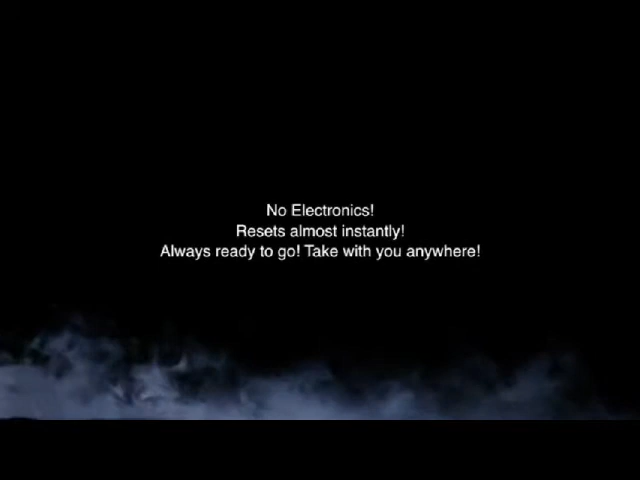 No Electronics!
Resets almost instantly!
Always ready to go! Take with you anywhere!